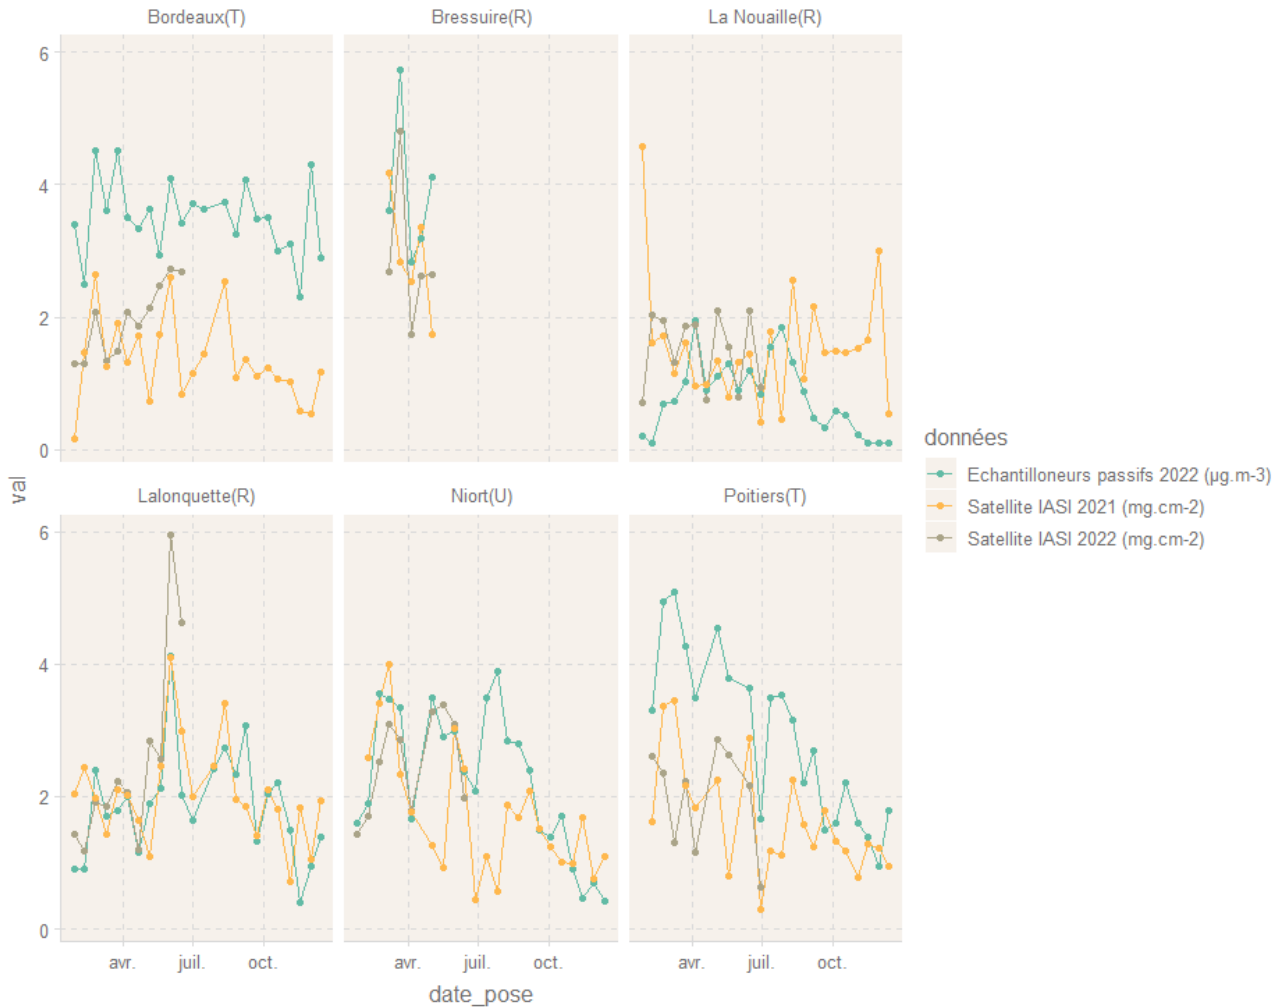 Bordeaux(T) Bressuire(R) La Nouaille(R)
6
4
2
0
Lalonquette(R) Niort(U) Poitiers(T)
6
4
2
0
val
avr. juil. oct. avr. juil. oct. avr. juil. oct.
date_pose
données
Echantilloneurs passifs 2022 (µg.m-3)
Satellite IASI 2021 (mg.cm-2)
Satellite IASI 2022 (mg.cm-2)